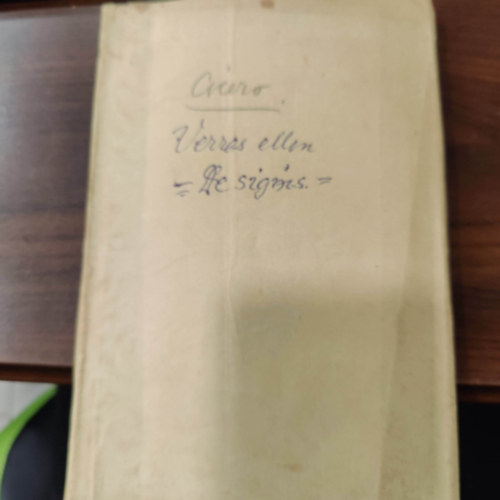 Cicero
Verres ellen
= De signis. =